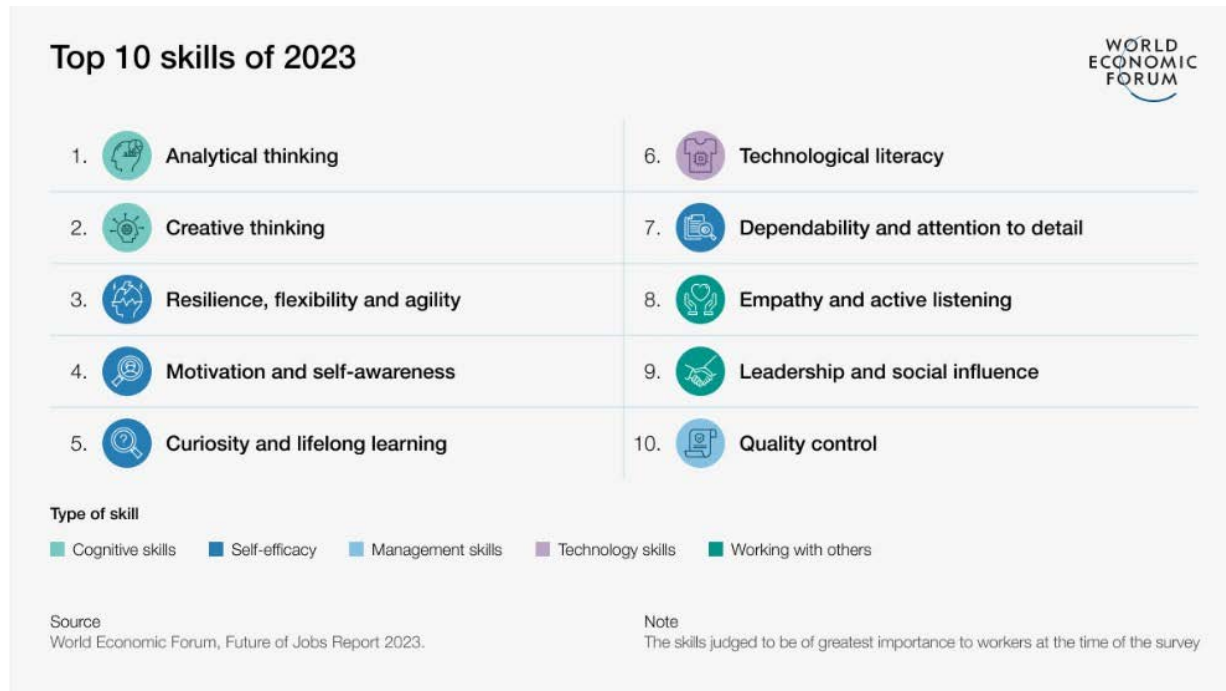 Top 10 skills of 2023
WORLD
ECONOMIC
FORUM
1. Analytical thinking
2. Creative thinking
3. Resilience, flexibility and agility
4. Motivation and self-awareness
5. Curiosity and lifelong learning
6. Technological literacy
7. Dependability and attention to detail
8. Empathy and active listening
9. Leadership and social influence
10. Quality control
Type of skill
Cognitive skills Self-efficacy Management skills Technology skills Working with others
Source
World Economic Forum, Future of Jobs Report 2023.
Note
The skills judged to be of greatest importance to workers at the time of the survey